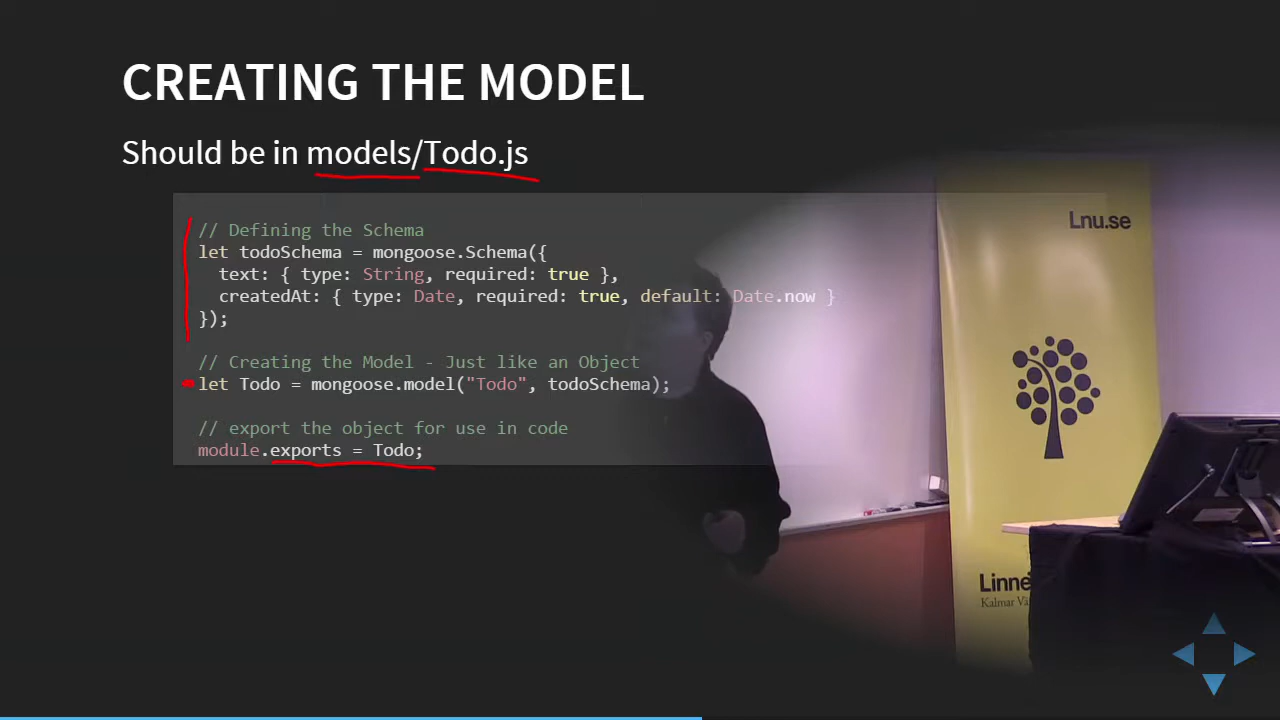 CREATING THE MODEL
Should be in models/Todo.js
// Defining the Schema
let todoSchema = mongoose.Schema({
  text: { type: String, required: true },
  createdAt: { type: Date, required: true, default: Date.now }
});
// Creating the Model - Just like an Object
let Todo = mongoose.model("Todo", todoSchema);
// export the object for use in code
module.exports = Todo;
Lnu.se
Linne
Kalmar Vä